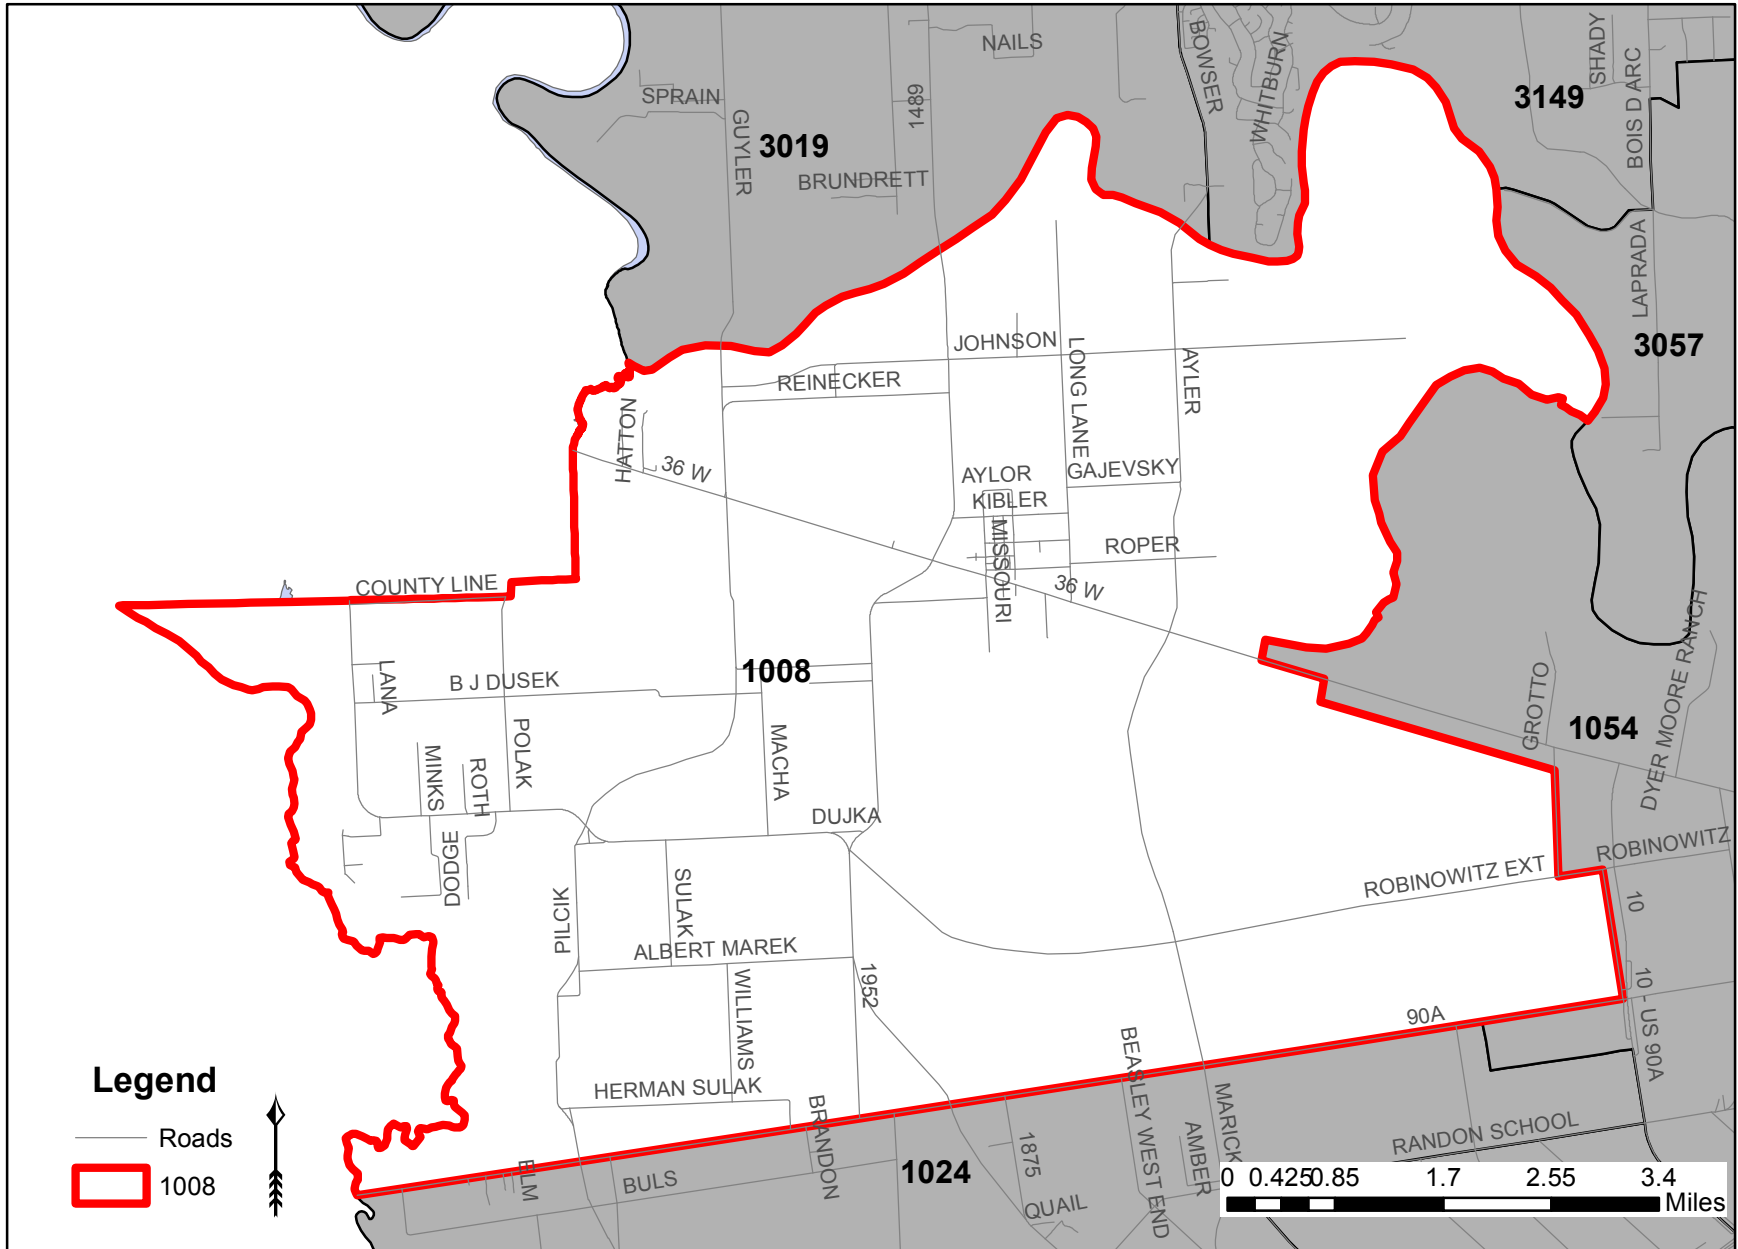 NAILS
BOWSER
WHITBURN
SHADY
BOIS D ARC
3149
SPRAIN
GUYLER
1489
3019
BRUNDRETT
LAPRADA
3057
JOHNSON
LONG LANE
AYLER
REINECKER
HATTON
36 W
AYLOR
GAJEVSKY
KIBLER
MISSOURI
ROPER
36 W
COUNTY LINE
1008
B J DUSEK
LANA
POLAK
MINKS
ROTH
MACHA
DUJKA
DODGE
GROTTO
1054
DYER MOORE RANCH
ROBINOWITZ
ROBINOWITZ EXT
10
PILCIK
SULAK
ALBERT MAREK
WILLIAMS
1952
90A
10 - US 90A
HERMAN SULAK
BRANDON
BEASLEY WEST END
MARICK
AMBER
RANDON SCHOOL
ELM
BULS
1024
1875
QUAIL
Legend
Roads
1008
0 0.425 0.85 1.7 2.55 3.4
Miles